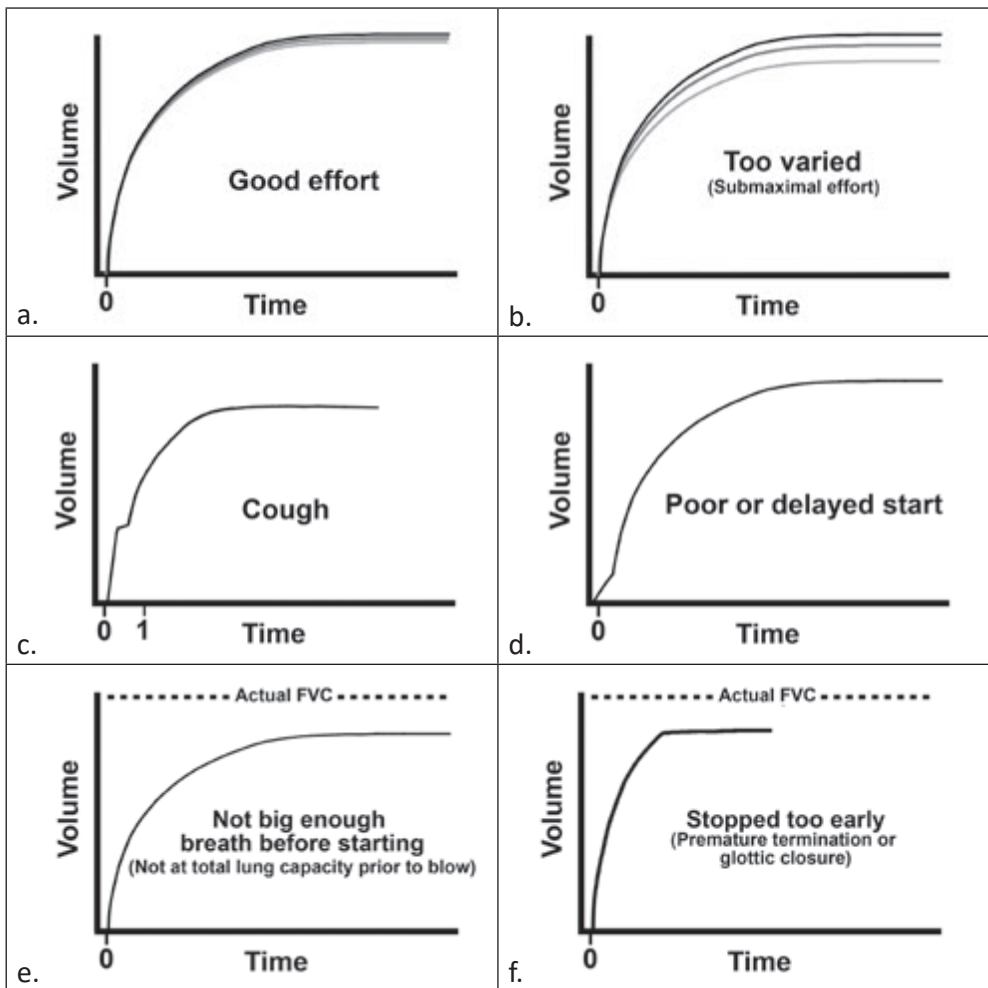 Volume
Good effort
0
Time
a.
Volume
Too varied
(Submaximal effort)
0
Time
b.
Volume
Cough
0
1
Time
c.
Volume
Poor or delayed start
0
Time
d.
Actual FVC
Volume
Not big enough
breath before starting
(Not at total lung capacity prior to blow)
0
Time
e.
Actual FVC
Volume
Stopped too early
(Premature termination or
glottic closure)
0
Time
f.